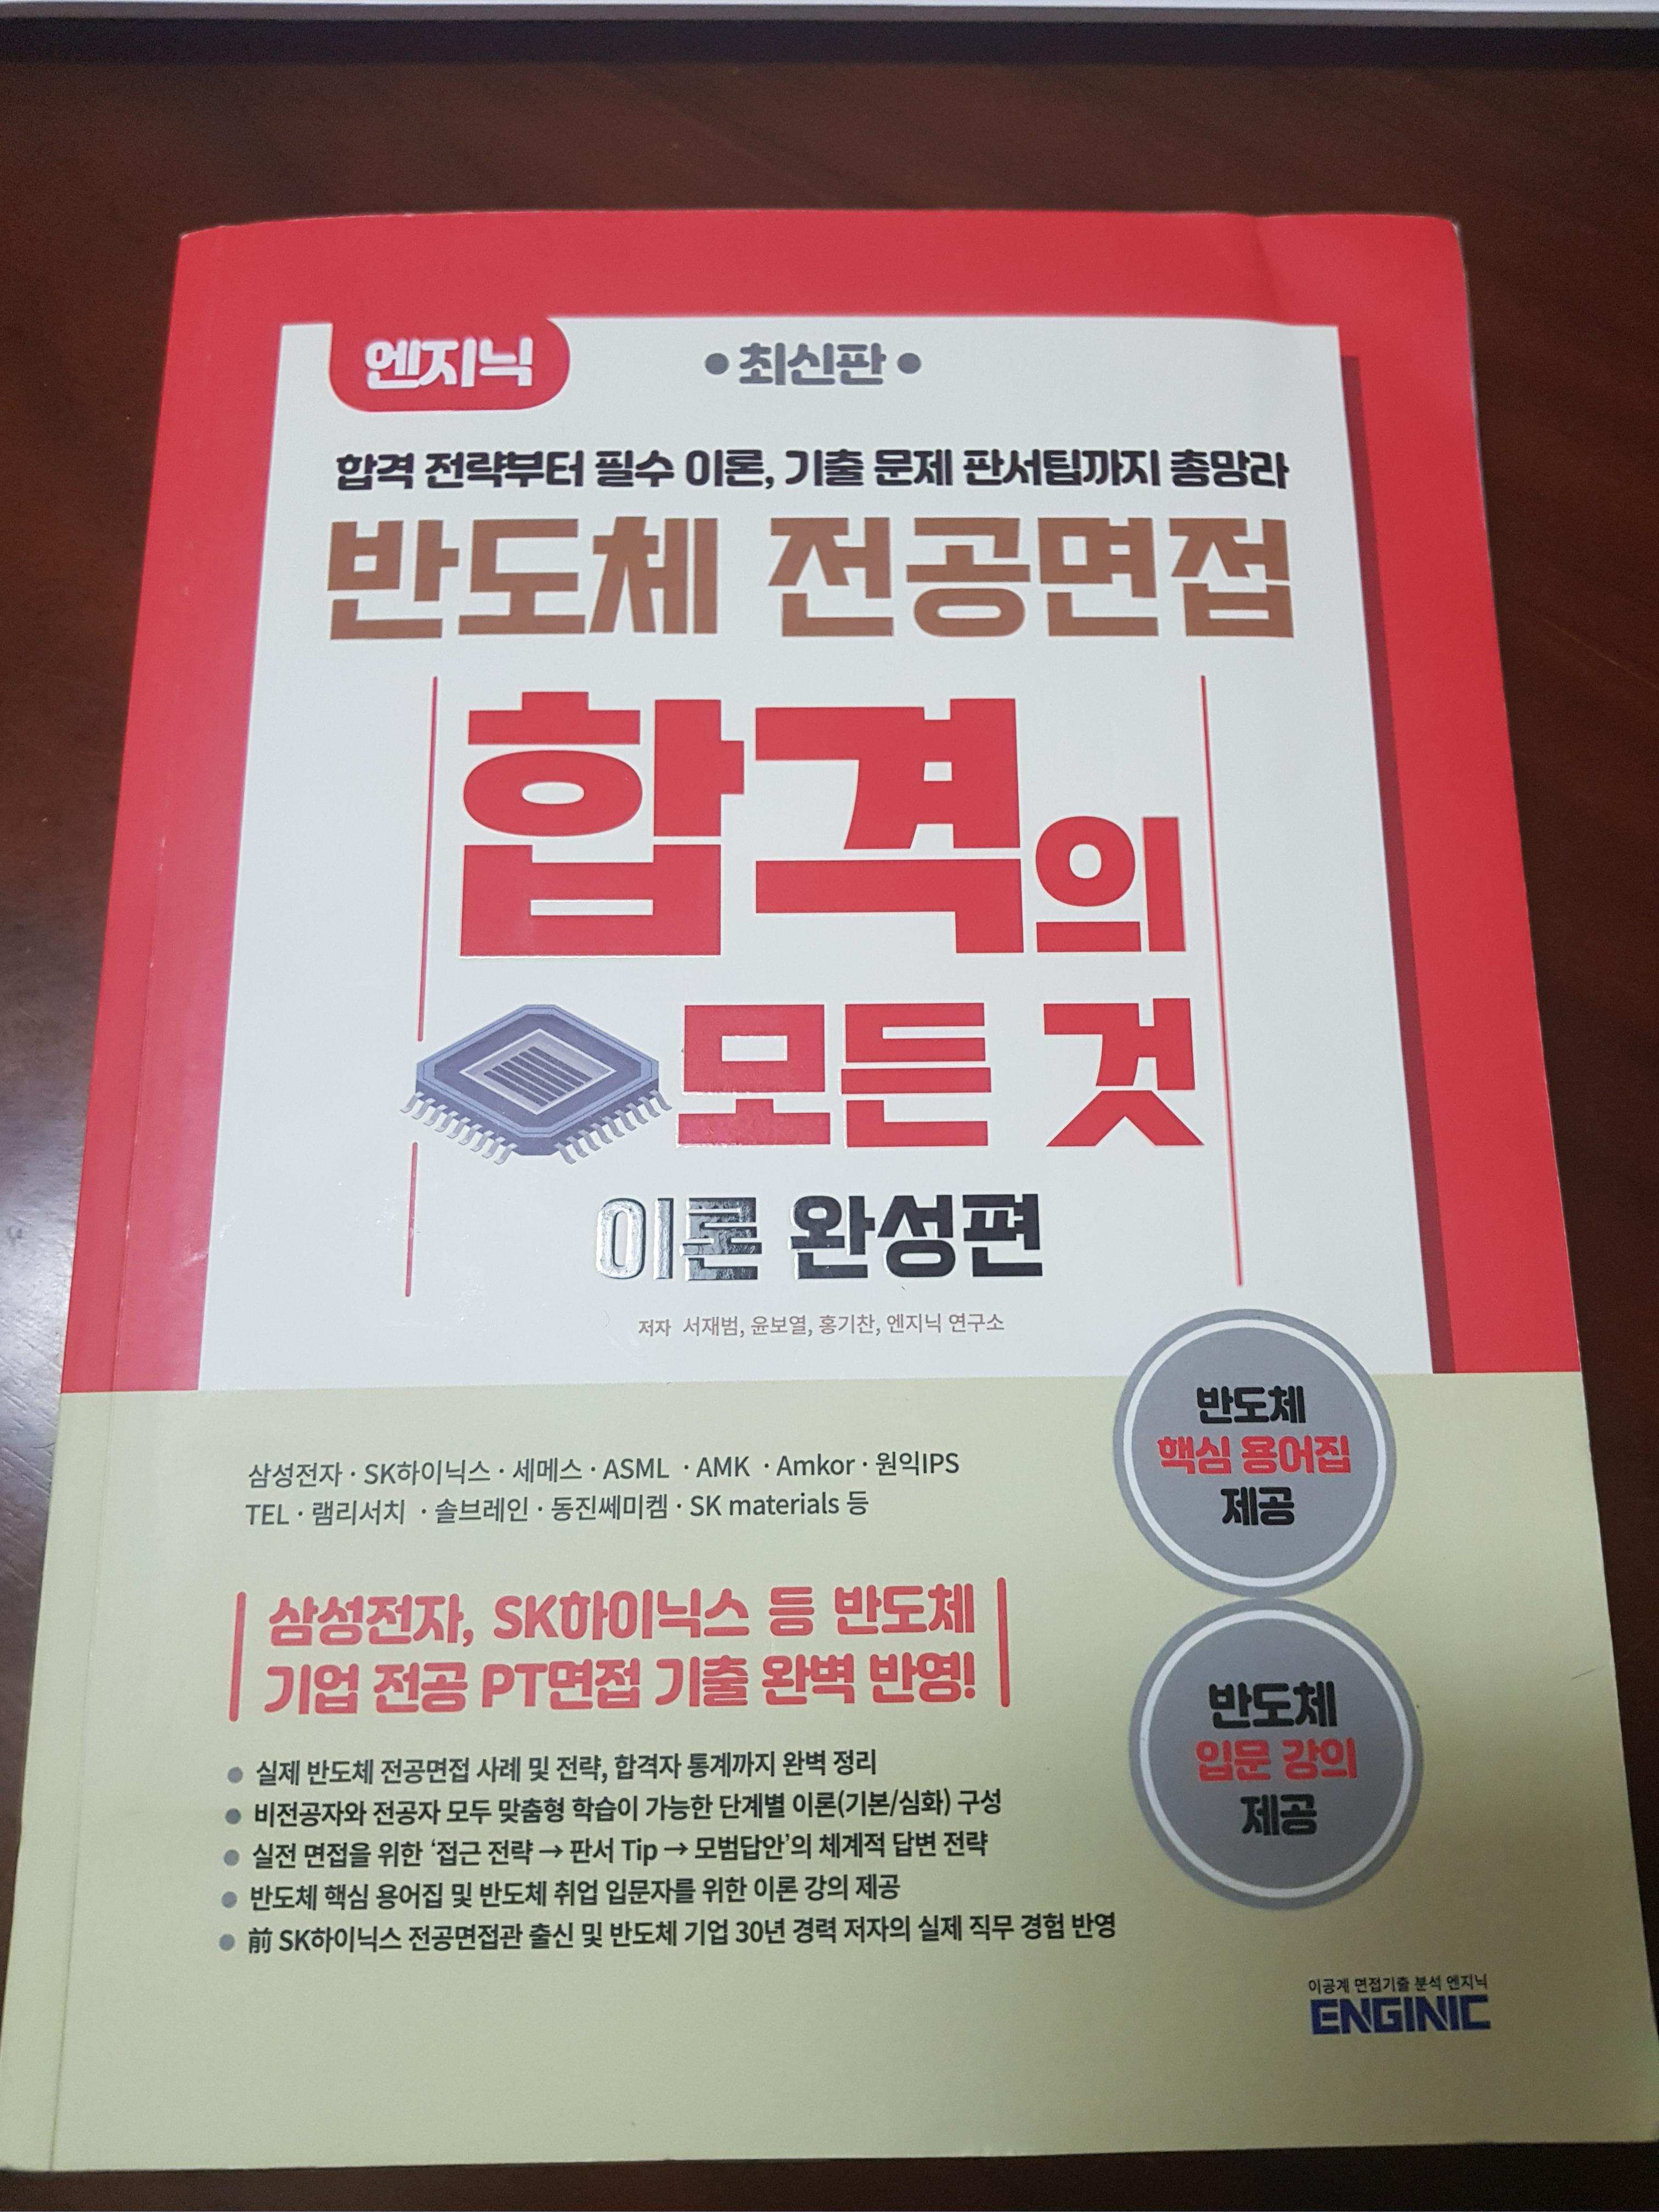 엔지닉
• 최신판 •
합격 전략부터 필수 이론, 기출 문제 판서팁까지 총망라
반도체 전공면접
합격의
모든 것
이론 완성편
저자 서재범, 윤보열, 홍기찬, 엔지닉 연구소
반도체
핵심 용어집
제공
삼성전자 · SK하이닉스 · 세메스 · ASML · AMK · Amkor · 원익IPS
TEL · 램리서치 · 솔브레인 · 동진쎄미켐 · SK materials 등
삼성전자, SK하이닉스 등 반도체
기업 전공 PT면접 기출 완벽 반영!
반도체
입문 강의
제공
• 실제 반도체 전공면접 사례 및 전략, 합격자 통계까지 완벽 정리
• 비전공자와 전공자 모두 맞춤형 학습이 가능한 단계별 이론(기본/심화) 구성
• 실전 면접을 위한 ‘접근 전략 → 판서 Tip → 모범답안’의 체계적 답변 전략
• 반도체 핵심 용어집 및 반도체 취업 입문자를 위한 이론 강의 제공
• 前 SK하이닉스 전공면접관 출신 및 반도체 기업 30년 경력 저자의 실제 직무 경험 반영
이공계 면접기출 분석 엔지닉
ENGINIC